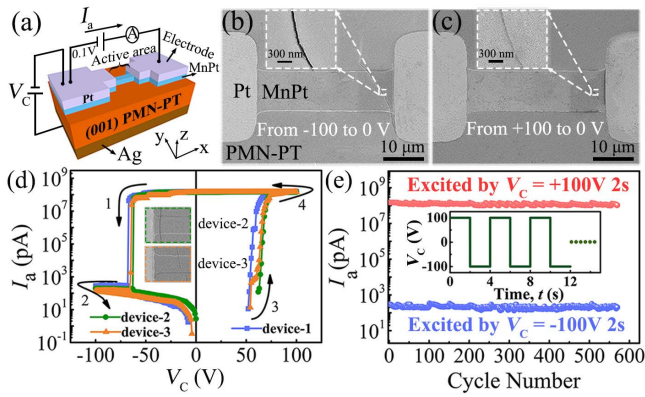 (a)
I_a
0.1V
A
Active area
Electrode
MnPt
V_C
Pt
(001) PMN-PT
Ag
y
z
x
(b)
300 nm
Pt
MnPt
From -100 to 0 V
PMN-PT
10 μm
(c)
300 nm
From +100 to 0 V
10 μm
(d)
I_a (pA)
10^9
10^7
10^5
10^3
10^1
10^-1
1
2
3
4
device-2
device-3
device-2
device-3
device-1
-100
-50
0
50
100
V_C (V)
(e)
I_a (pA)
10^9
10^7
10^5
10^3
10^1
Excited by V_C = +100V 2s
V_C (V)
100
0
-100
0
5
10
15
Time, t (s)
Excited by V_C = -100V 2s
0
100
200
300
400
500
600
Cycle Number